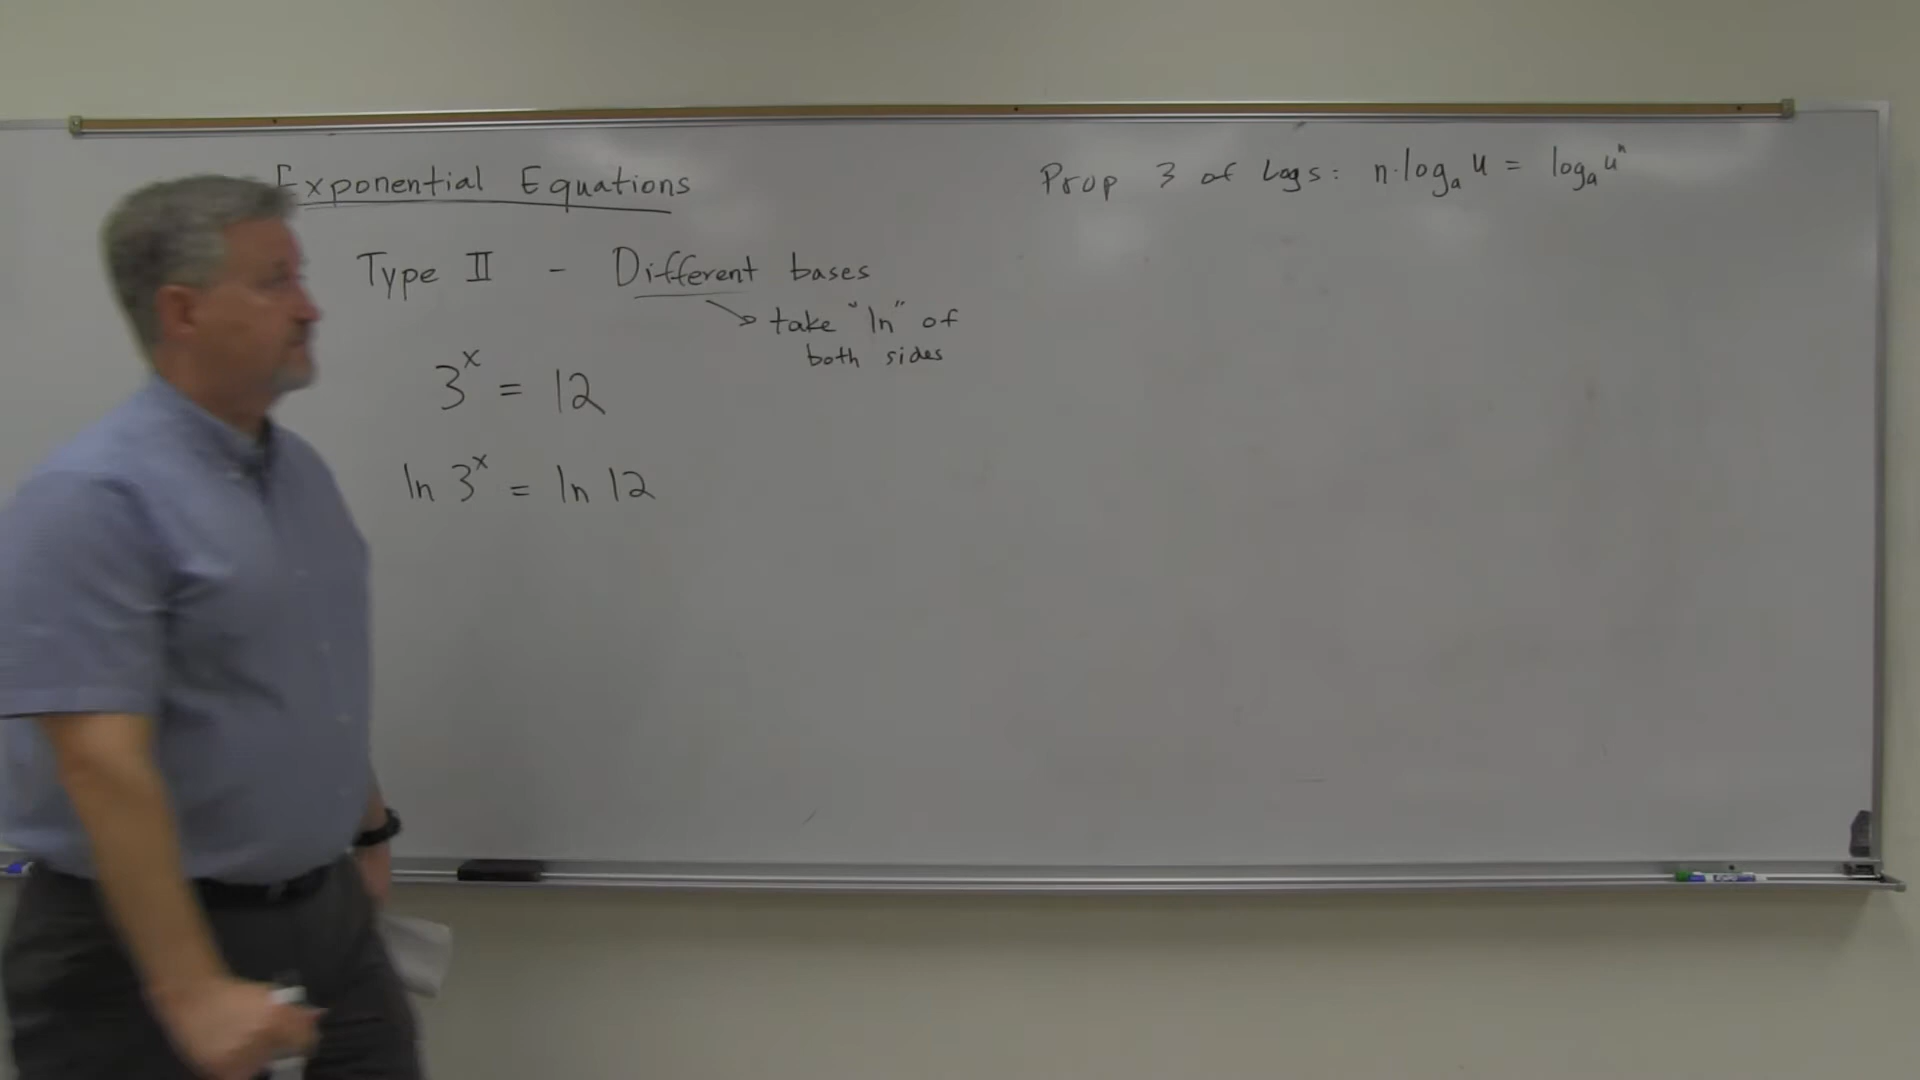 Exponential Equations
Prop 3 of Logs: n·logₐ u = logₐ uⁿ
Type II - Different bases
take "ln" of
both sides
3ˣ = 12
ln 3ˣ = ln 12